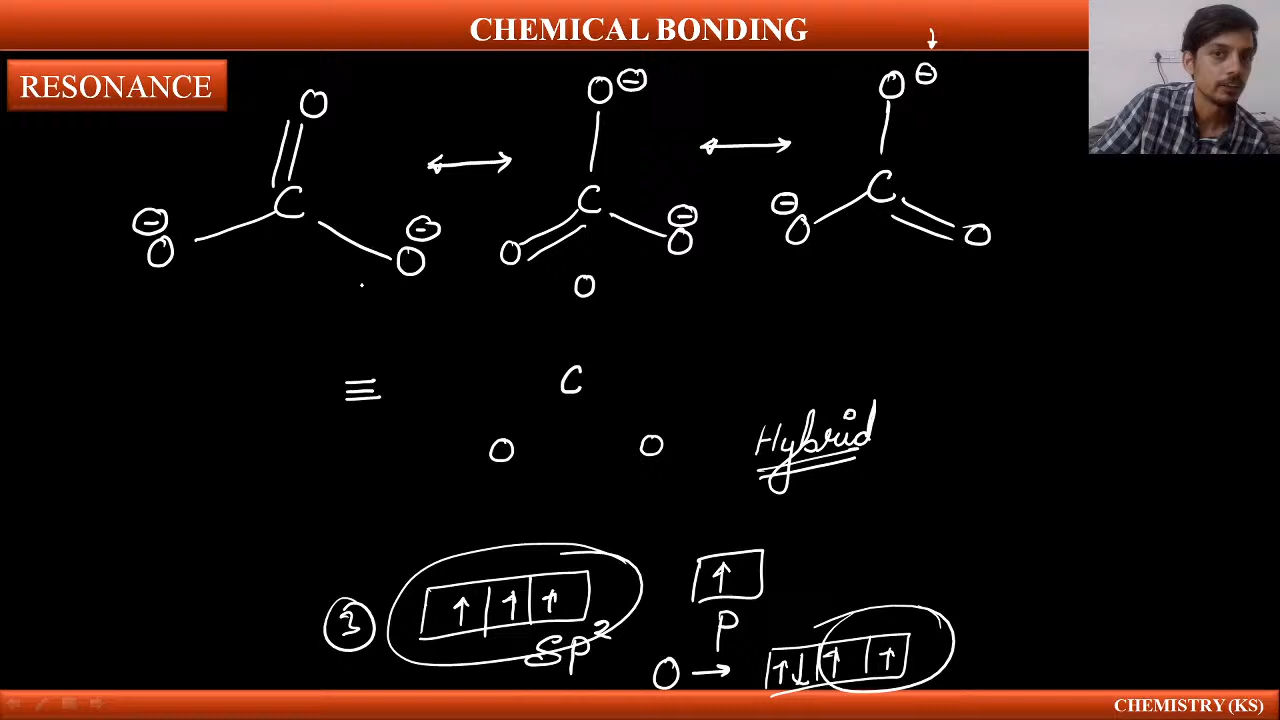 CHEMICAL BONDING
RESONANCE
O O ⊖ O ⊖
C C C
⊖ O ⊖ O O ⊖ O ⊖ O O
O
≡ C
O O Hybrid
3 ↑ ↑ ↑ sp² ↑ p
O → ↑↓ ↑ ↑
CHEMISTRY (KS)